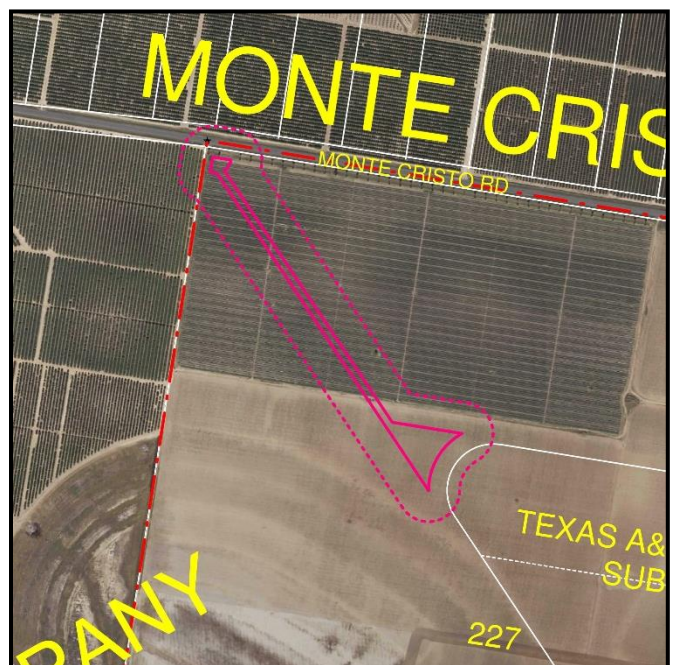 MONTE CRIS
MONTE CRISTO RD
TEXAS A&
SUB
227
PANY